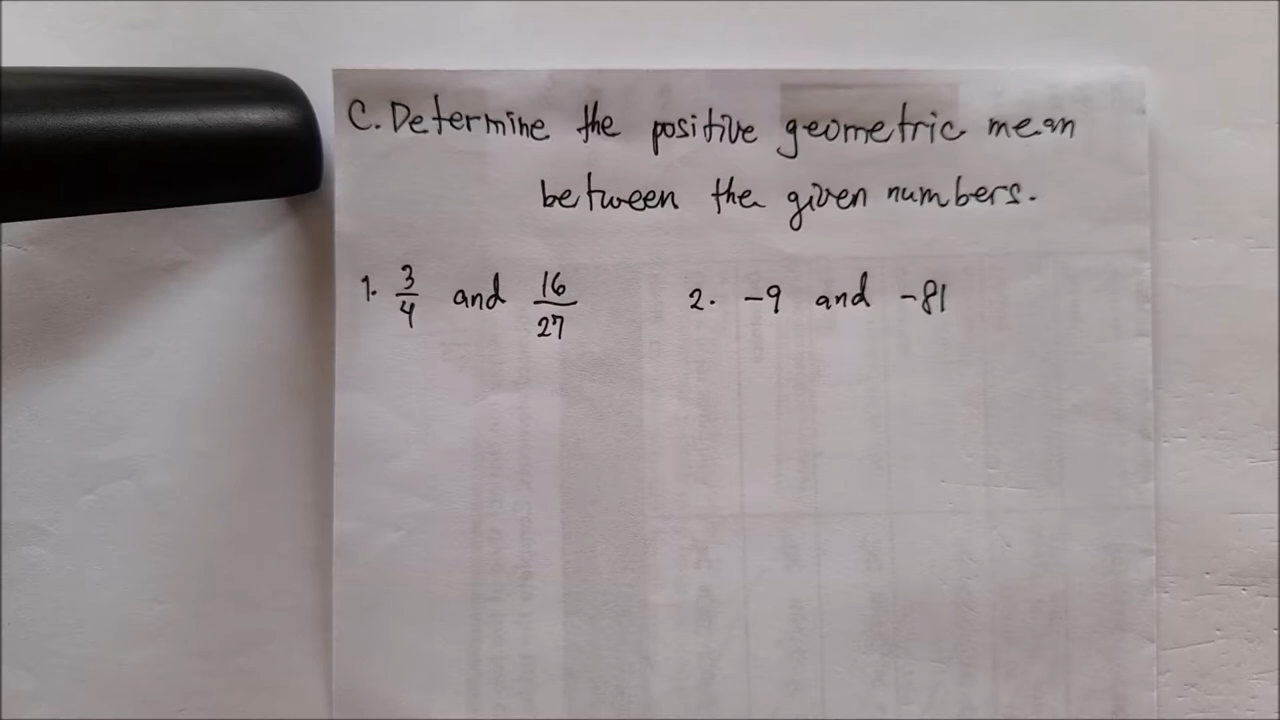 C. Determine the positive geometric mean
between the given numbers.
1. 3/4 and 16/27 2. -9 and -81